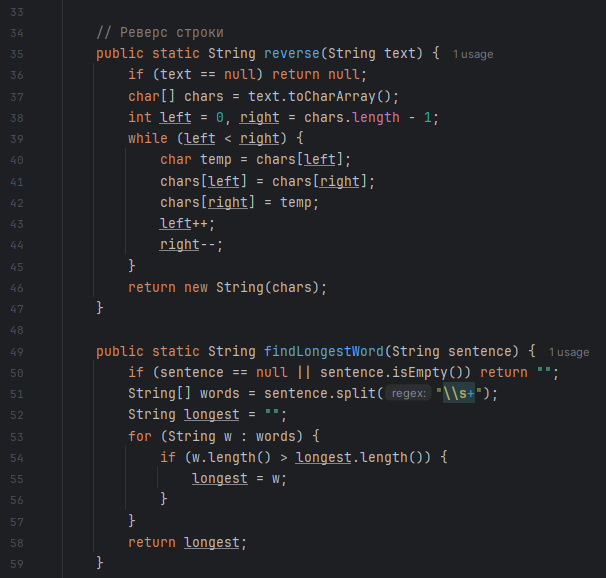 33
34 // Реверс строки
35 public static String reverse(String text) { 1 usage
36 if (text == null) return null;
37 char[] chars = text.toCharArray();
38 int left = 0, right = chars.length - 1;
39 while (left < right) {
40 char temp = chars[left];
41 chars[left] = chars[right];
42 chars[right] = temp;
43 left++;
44 right--;
45 }
46 return new String(chars);
47 }
48
49 public static String findLongestWord(String sentence) { 1 usage
50 if (sentence == null || sentence.isEmpty()) return "";
51 String[] words = sentence.split( regex: "\\s+");
52 String longest = "";
53 for (String w : words) {
54 if (w.length() > longest.length()) {
55 longest = w;
56 }
57 }
58 return longest;
59 }